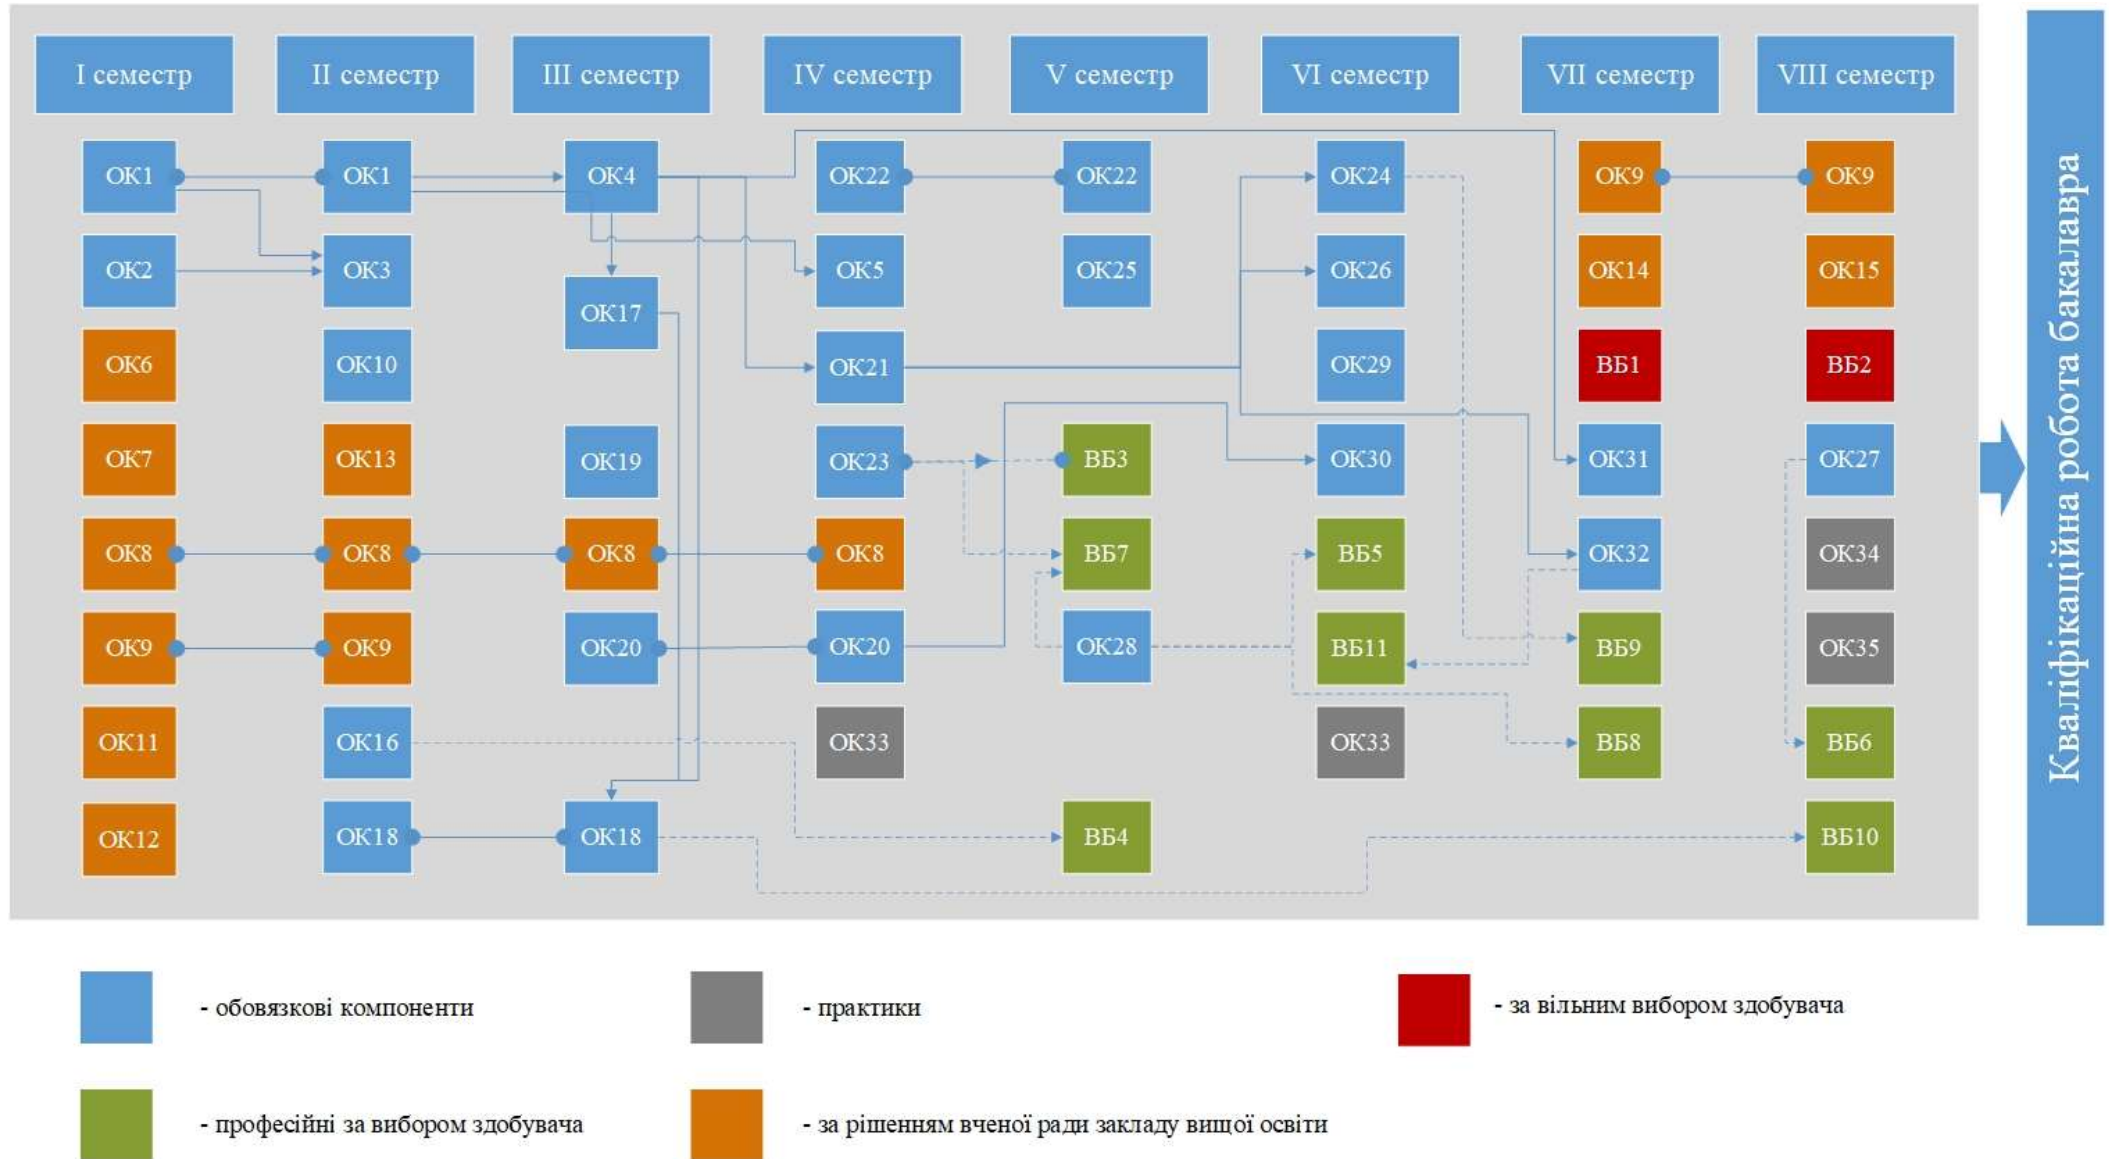 І семестр
ІІ семестр
ІІІ семестр
IV семестр
V семестр
VI семестр
VII семестр
VIII семестр
ОК1
ОК1
ОК4
ОК22
ОК22
ОК24
ОК9
ОК9
ОК2
ОК3
ОК17
ОК5
ОК25
ОК26
ОК14
ОК15
ОК6
ОК10
ОК21
ОК29
ВБ1
ВБ2
ОК7
ОК13
ОК19
ОК23
ВБ3
ОК30
ОК31
ОК27
ОК8
ОК8
ОК8
ОК8
ВБ7
ВБ5
ОК32
ОК34
ОК9
ОК9
ОК20
ОК20
ОК28
ВБ11
ВБ9
ОК35
ОК11
ОК16
ОК33
ОК33
ВБ8
ВБ6
ОК12
ОК18
ОК18
ВБ4
ВБ10
Кваліфікаційна робота бакалавра
- обовязкові компоненти
- практики
- за вільним вибором здобувача
- професійні за вибором здобувача
- за рішенням вченої ради закладу вищої освіти